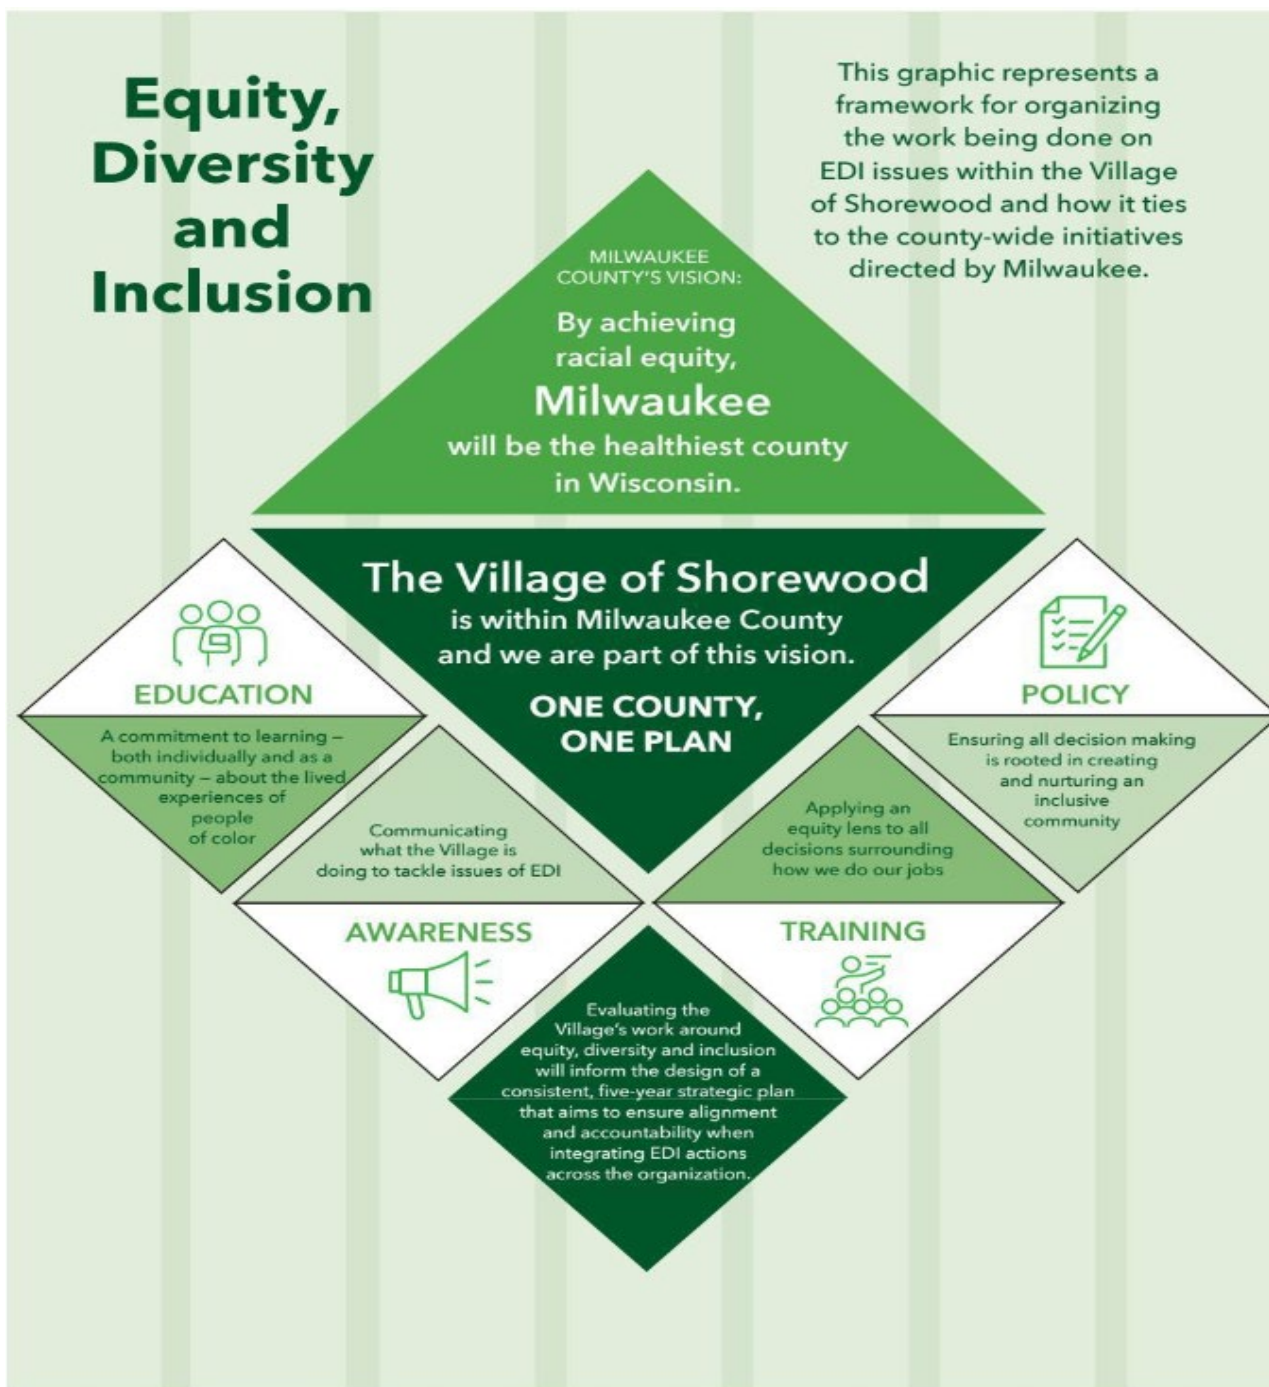 Equity,
Diversity
and
Inclusion
This graphic represents a
framework for organizing
the work being done on
EDI issues within the Village
of Shorewood and how it ties
to the county-wide initiatives
directed by Milwaukee.
MILWAUKEE
COUNTY'S VISION:
By achieving
racial equity,
Milwaukee
will be the healthiest county
in Wisconsin.
The Village of Shorewood
is within Milwaukee County
and we are part of this vision.
ONE COUNTY,
ONE PLAN
EDUCATION
A commitment to learning –
both individually and as a
community – about the lived
experiences of
people
of color
Communicating
what the Village is
doing to tackle issues of EDI
AWARENESS
Applying an
equity lens to all
decisions surrounding
how we do our jobs
TRAINING
POLICY
Ensuring all decision making
is rooted in creating
and nurturing an
inclusive
community
Evaluating the
Village's work around
equity, diversity and inclusion
will inform the design of a
consistent, five-year strategic plan
that aims to ensure alignment
and accountability when
integrating EDI actions
across the organization.